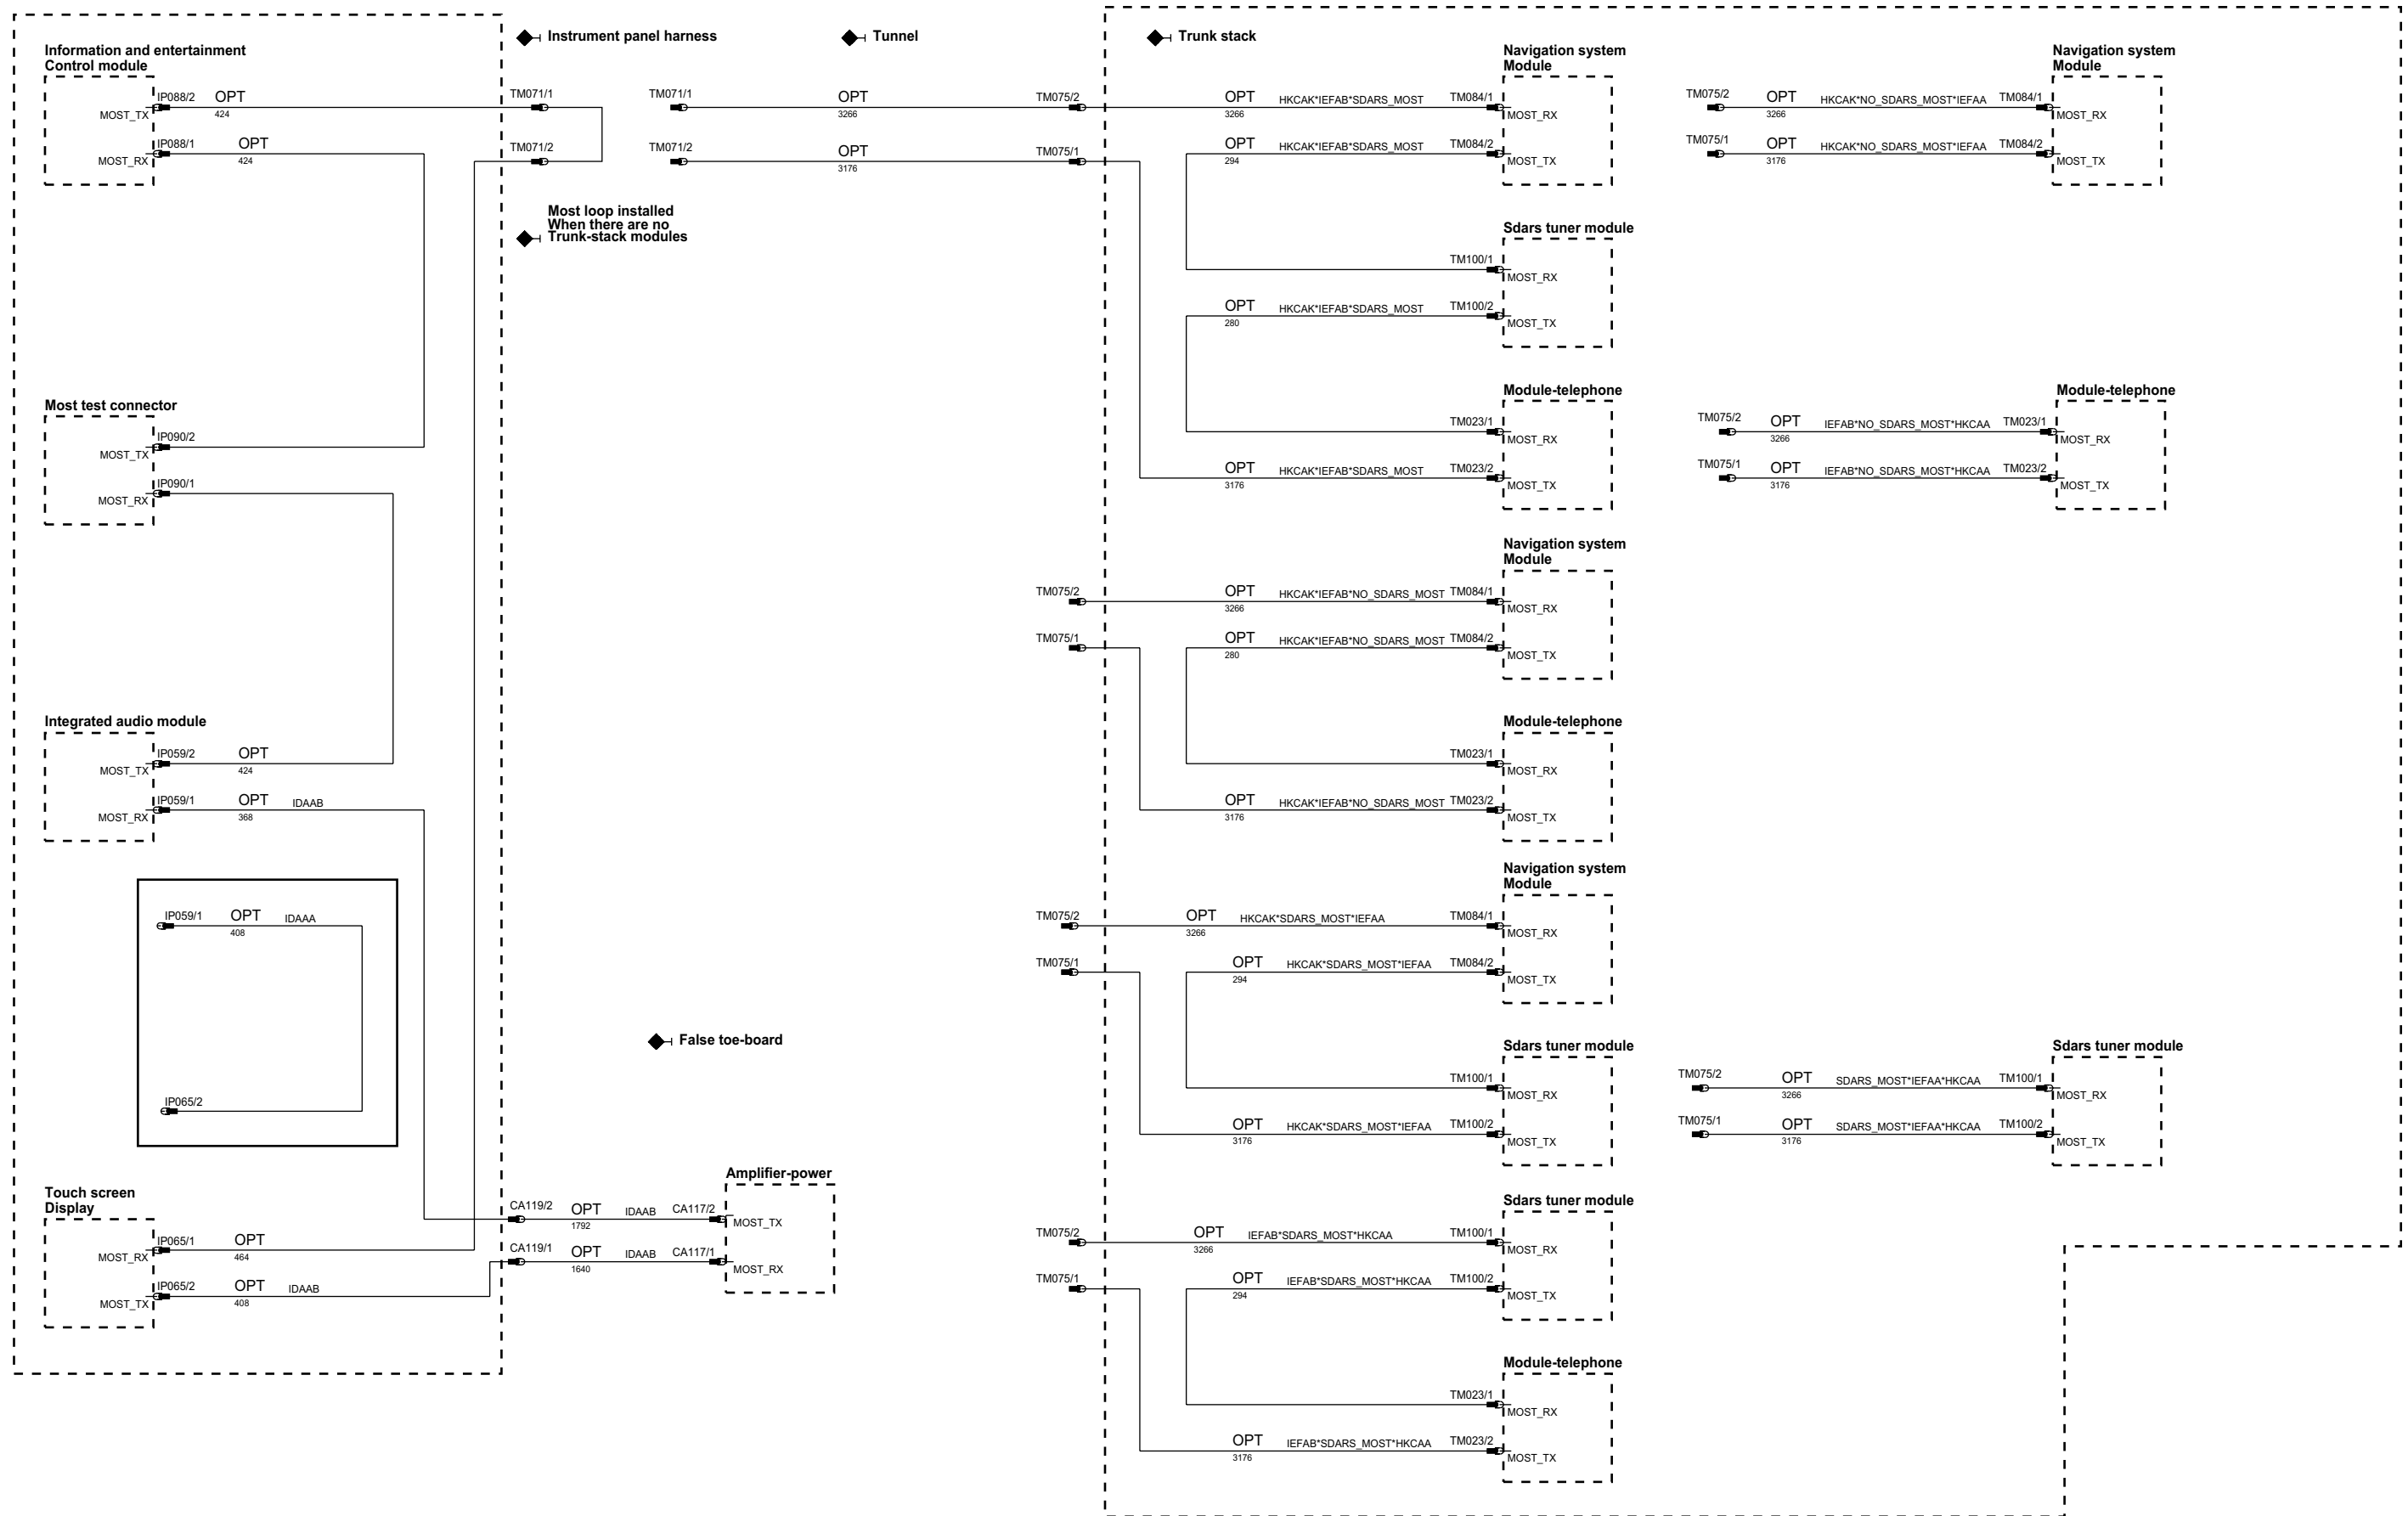 Instrument panel harness
Tunnel
Trunk stack
Information and entertainment
Control module
IP088/2
OPT
424
MOST_TX
IP088/1
OPT
424
MOST_RX
TM071/1
TM071/2
Most loop installed
When there are no
Trunk-stack modules
TM071/1
OPT
3266
TM075/2
TM071/2
OPT
3176
TM075/1
Most test connector
IP090/2
MOST_TX
IP090/1
MOST_RX
Integrated audio module
IP059/2
OPT
424
MOST_TX
IP059/1
OPT
IDAAB
368
MOST_RX
IP059/1
OPT
IDAAA
408
IP065/2
Touch screen
Display
IP065/1
OPT
464
MOST_RX
IP065/2
OPT
IDAAB
408
MOST_TX
False toe-board
Amplifier-power
CA119/2
OPT
IDAAB
CA117/2
1792
MOST_TX
CA119/1
OPT
IDAAB
CA117/1
1640
MOST_RX
Navigation system
Module
OPT
HKCAK*IEFAB*SDARS_MOST
TM084/1
3266
MOST_RX
OPT
HKCAK*IEFAB*SDARS_MOST
TM084/2
294
MOST_TX
Sdars tuner module
TM100/1
MOST_RX
OPT
HKCAK*IEFAB*SDARS_MOST
TM100/2
280
MOST_TX
Module-telephone
TM023/1
MOST_RX
OPT
HKCAK*IEFAB*SDARS_MOST
TM023/2
3176
MOST_TX
Navigation system
Module
TM075/2
OPT
HKCAK*IEFAB*NO_SDARS_MOST
TM084/1
3266
MOST_RX
TM075/1
OPT
HKCAK*IEFAB*NO_SDARS_MOST
TM084/2
280
MOST_TX
Module-telephone
TM023/1
MOST_RX
OPT
HKCAK*IEFAB*NO_SDARS_MOST
TM023/2
3176
MOST_TX
Navigation system
Module
TM075/2
OPT
HKCAK*SDARS_MOST*IEFAA
TM084/1
3266
MOST_RX
TM075/1
OPT
HKCAK*SDARS_MOST*IEFAA
TM084/2
294
MOST_TX
Sdars tuner module
TM100/1
MOST_RX
OPT
HKCAK*SDARS_MOST*IEFAA
TM100/2
3176
MOST_TX
Sdars tuner module
TM075/2
OPT
IEFAB*SDARS_MOST*HKCAA
TM100/1
3266
MOST_RX
TM075/1
OPT
IEFAB*SDARS_MOST*HKCAA
TM100/2
294
MOST_TX
Module-telephone
TM023/1
MOST_RX
OPT
IEFAB*SDARS_MOST*HKCAA
TM023/2
3176
MOST_TX
Navigation system
Module
TM075/2
OPT
HKCAK*NO_SDARS_MOST*IEFAA
TM084/1
3266
MOST_RX
TM075/1
OPT
HKCAK*NO_SDARS_MOST*IEFAA
TM084/2
3176
MOST_TX
Module-telephone
TM075/2
OPT
IEFAB*NO_SDARS_MOST*HKCAA
TM023/1
3266
MOST_RX
TM075/1
OPT
IEFAB*NO_SDARS_MOST*HKCAA
TM023/2
3176
MOST_TX
Sdars tuner module
TM075/2
OPT
SDARS_MOST*IEFAA*HKCAA
TM100/1
3266
MOST_RX
TM075/1
OPT
SDARS_MOST*IEFAA*HKCAA
TM100/2
3176
MOST_TX